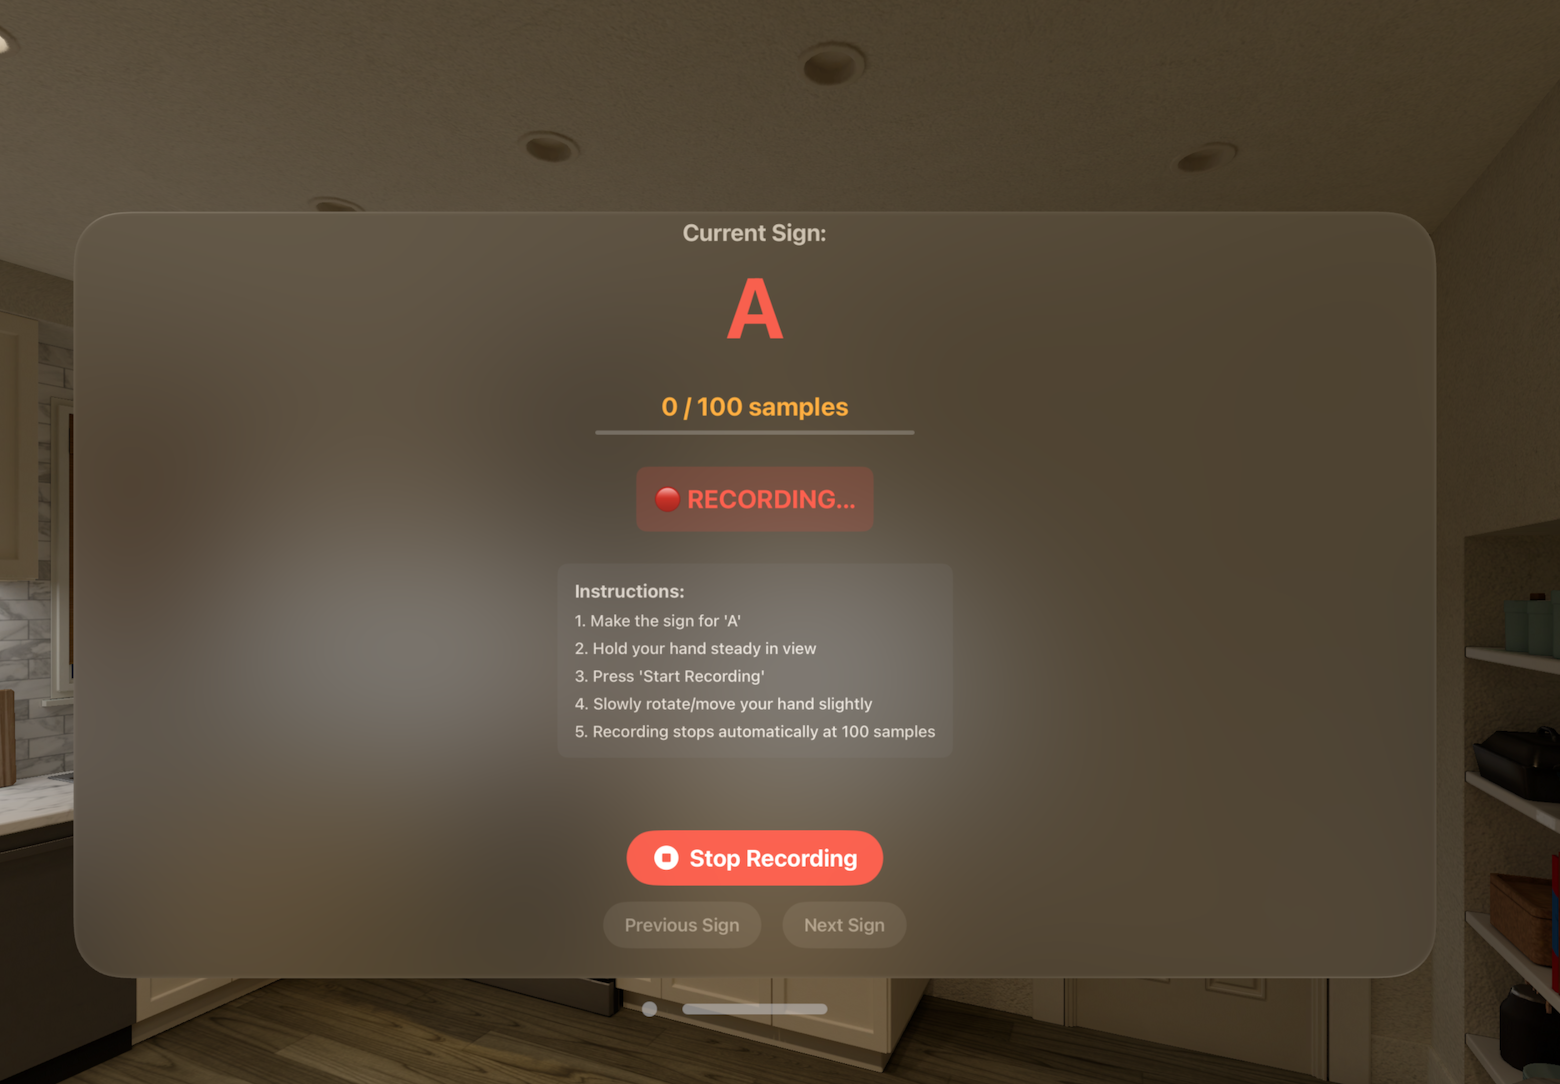 Current Sign:
A
0 / 100 samples
RECORDING...
Instructions:
1. Make the sign for 'A'
2. Hold your hand steady in view
3. Press 'Start Recording'
4. Slowly rotate/move your hand slightly
5. Recording stops automatically at 100 samples
Stop Recording
Previous Sign
Next Sign